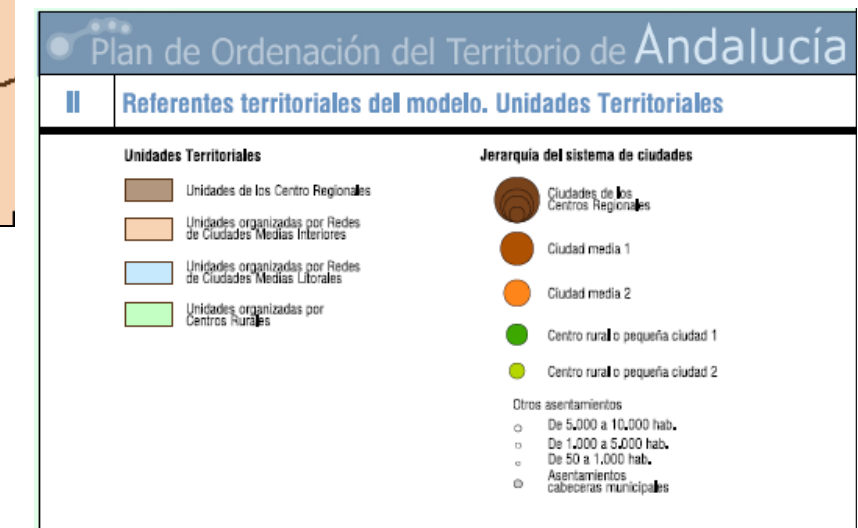 Plan de Ordenación del Territorio de Andalucía
II Referentes territoriales del modelo. Unidades Territoriales
Unidades Territoriales
Unidades de los Centro Regionales
Unidades organizadas por Redes
de Ciudades Medias Interiores
Unidades organizadas por Redes
de Ciudades Medias Litorales
Unidades organizadas por
Centros Rurales
Jerarquía del sistema de ciudades
Ciudades de los
Centros Regionales
Ciudad media 1
Ciudad media 2
Centro rural o pequeña ciudad 1
Centro rural o pequeña ciudad 2
Otros asentamientos
De 5.000 a 10.000 hab.
De 1.000 a 5.000 hab.
De 50 a 1.000 hab.
Asentamientos
cabeceras municipales